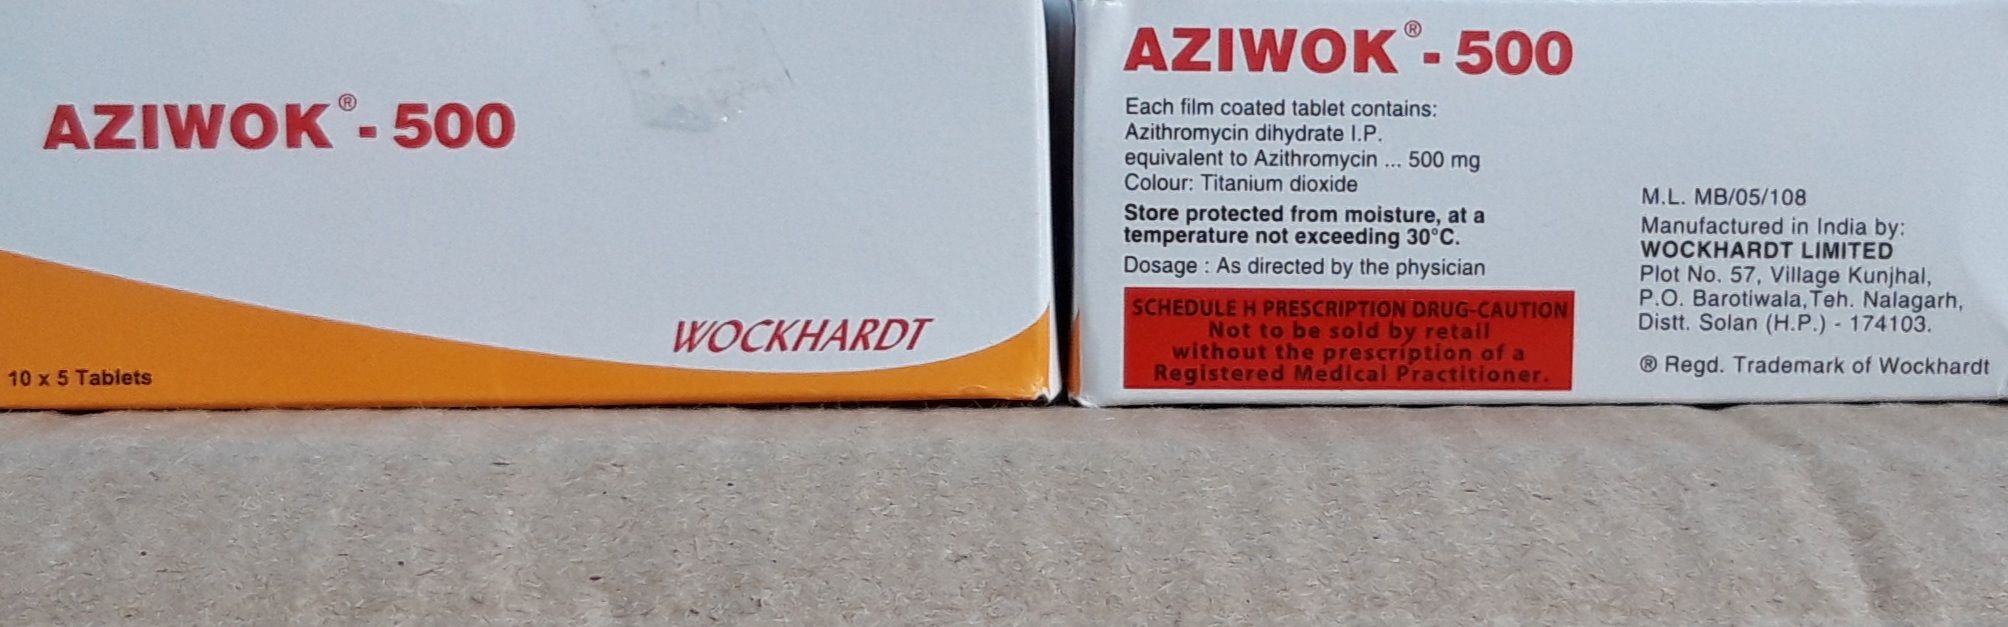 AZIWOK® - 500
WOCKHARDT
10 x 5 Tablets
AZIWOK® - 500
Each film coated tablet contains:
Azithromycin dihydrate I.P.
equivalent to Azithromycin ... 500 mg
Colour: Titanium dioxide
Store protected from moisture, at a
temperature not exceeding 30°C.
Dosage : As directed by the physician
SCHEDULE H PRESCRIPTION DRUG-CAUTION
Not to be sold by retail
without the prescription of a
Registered Medical Practitioner.
M.L. MB/05/108
Manufactured in India by:
WOCKHARDT LIMITED
Plot No. 57, Village Kunjhal,
P.O. Barotiwala,Teh. Nalagarh,
Distt. Solan (H.P.) - 174103.
® Regd. Trademark of Wockhardt